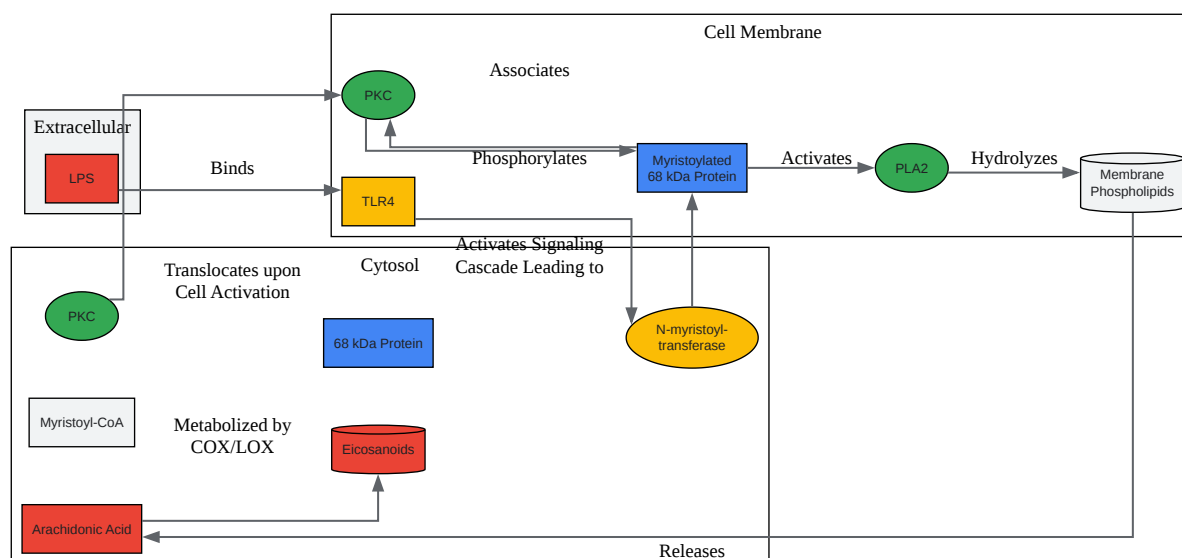 Cell Membrane
Associates
PKC
Extracellular
LPS
Binds
Phosphorylates
Myristoylated
68 kDa Protein
Activates
PLA2
Hydrolyzes
Membrane
Phospholipids
TLR4
Activates Signaling
Cascade Leading to
Translocates upon
Cell Activation
Cytosol
PKC
68 kDa Protein
N-myristoyl-
transferase
Myristoyl-CoA
Metabolized by
COX/LOX
Eicosanoids
Arachidonic Acid
Releases